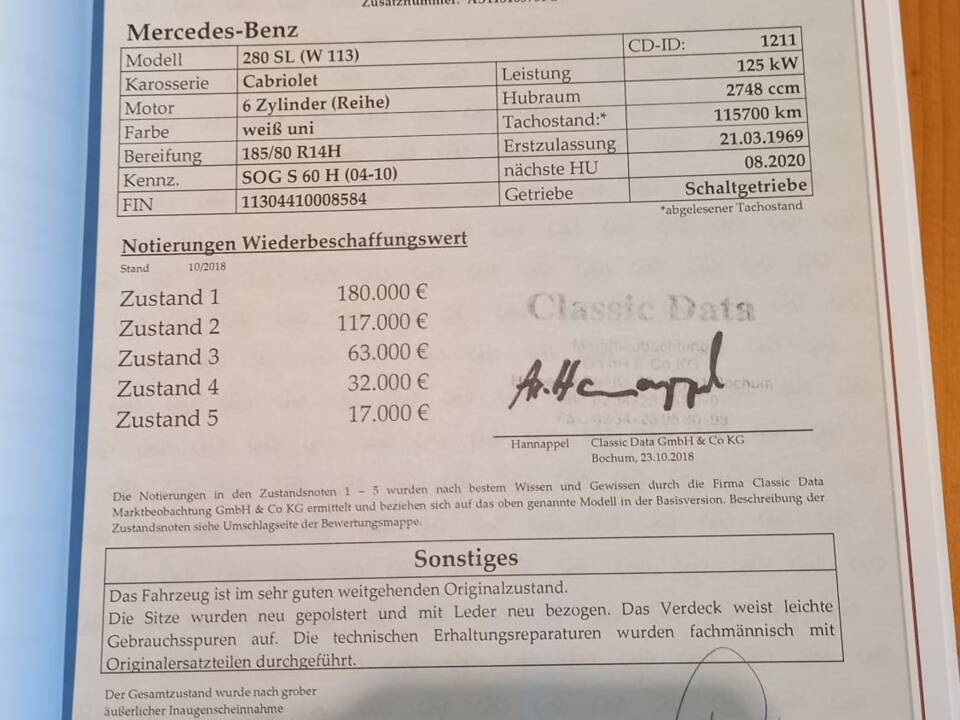 Zusatznummer:
Mercedes-Benz
Modell 280 SL (W 113) CD-ID: 1211
Karosserie Cabriolet Leistung 125 kW
Motor 6 Zylinder (Reihe) Hubraum 2748 ccm
Farbe weiß uni Tachostand:* 115700 km
Bereifung 185/80 R14H Erstzulassung 21.03.1969
Kennz. SOG S 60 H (04-10) nächste HU 08.2020
FIN 11304410008584 Getriebe Schaltgetriebe
*abgelesener Tachostand
Notierungen Wiederbeschaffungswert
Stand 10/2018
Zustand 1 180.000 €
Zustand 2 117.000 €
Zustand 3 63.000 €
Zustand 4 32.000 €
Zustand 5 17.000 €
Classic Data
Marktbeobachtung
GmbH & Co KG
Bochum
Hannappel Classic Data GmbH & Co KG
Bochum, 23.10.2018
Die Notierungen in den Zustandsnoten 1 – 5 wurden nach bestem Wissen und Gewissen durch die Firma Classic Data
Marktbeobachtung GmbH & Co KG ermittelt und beziehen sich auf das oben genannte Modell in der Basisversion. Beschreibung der
Zustandsnoten siehe Umschlagseite der Bewertungsmappe.
Sonstiges
Das Fahrzeug ist im sehr guten weitgehenden Originalzustand.
Die Sitze wurden neu gepolstert und mit Leder neu bezogen. Das Verdeck weist leichte
Gebrauchsspuren auf. Die technischen Erhaltungsreparaturen wurden fachmännisch mit
Originalersatzteilen durchgeführt.
Der Gesamtzustand wurde nach grober
äußerlicher Inaugenscheinnahme